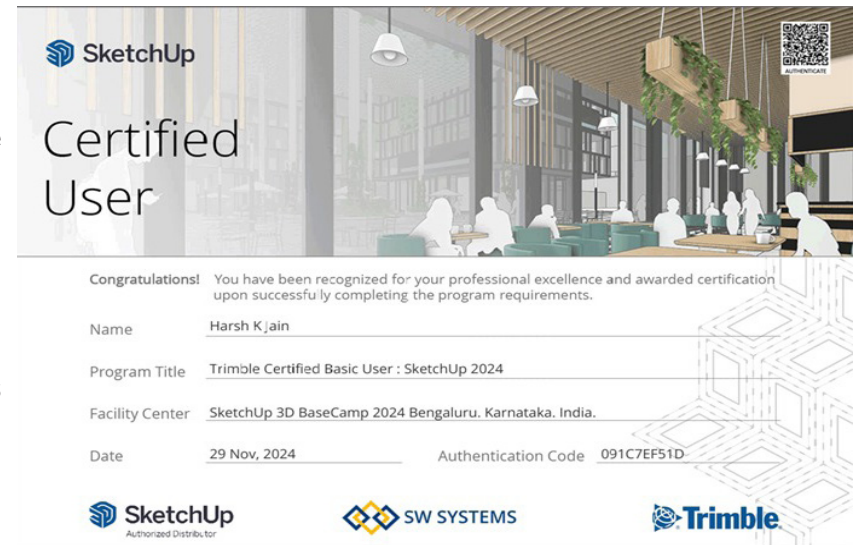 SketchUp
AUTHENTICATE
Certified
User
Congratulations! You have been recognized for your professional excellence and awarded certification
upon successfully completing the program requirements.
Name Harsh K Jain
Program Title Trimble Certified Basic User : SketchUp 2024
Facility Center SketchUp 3D BaseCamp 2024 Bengaluru. Karnataka. India.
Date 29 Nov, 2024 Authentication Code 091C7EF51D
SketchUp
Authorized Distributor
SW SYSTEMS
Trimble.